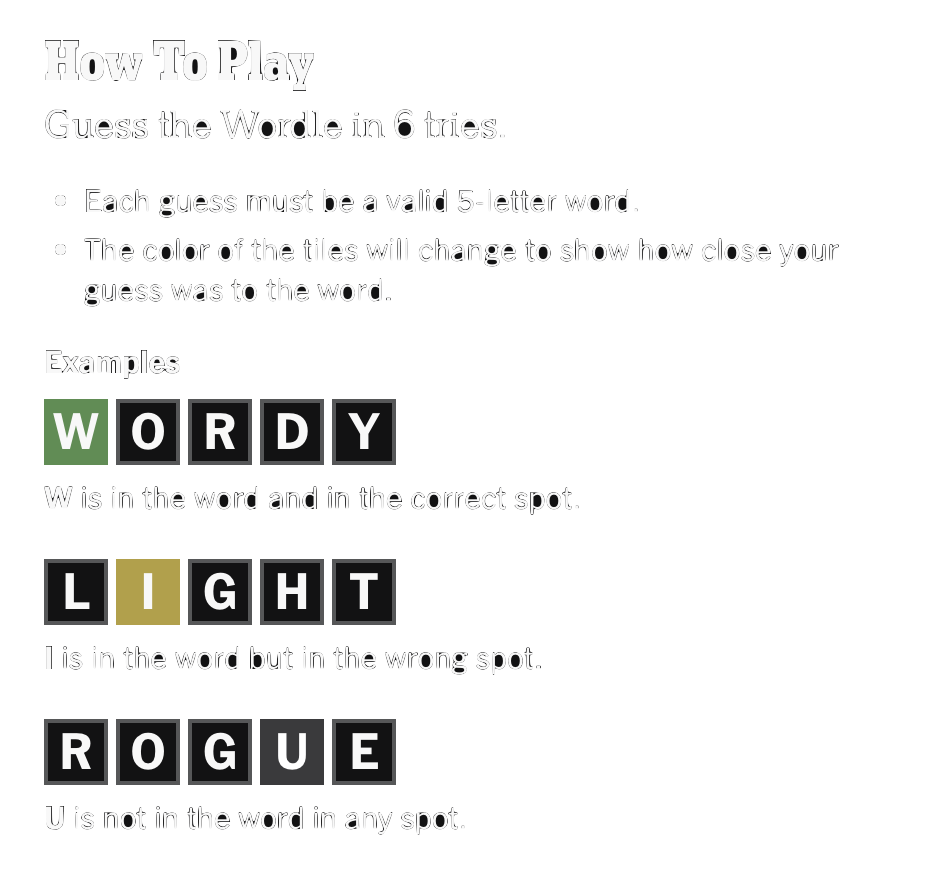 How To Play
Guess the Wordle in 6 tries.
Each guess must be a valid 5-letter word.
The color of the tiles will change to show how close your
guess was to the word.
Examples
W O R D Y
W is in the word and in the correct spot.
L I G H T
I is in the word but in the wrong spot.
R O G U E
U is not in the word in any spot.